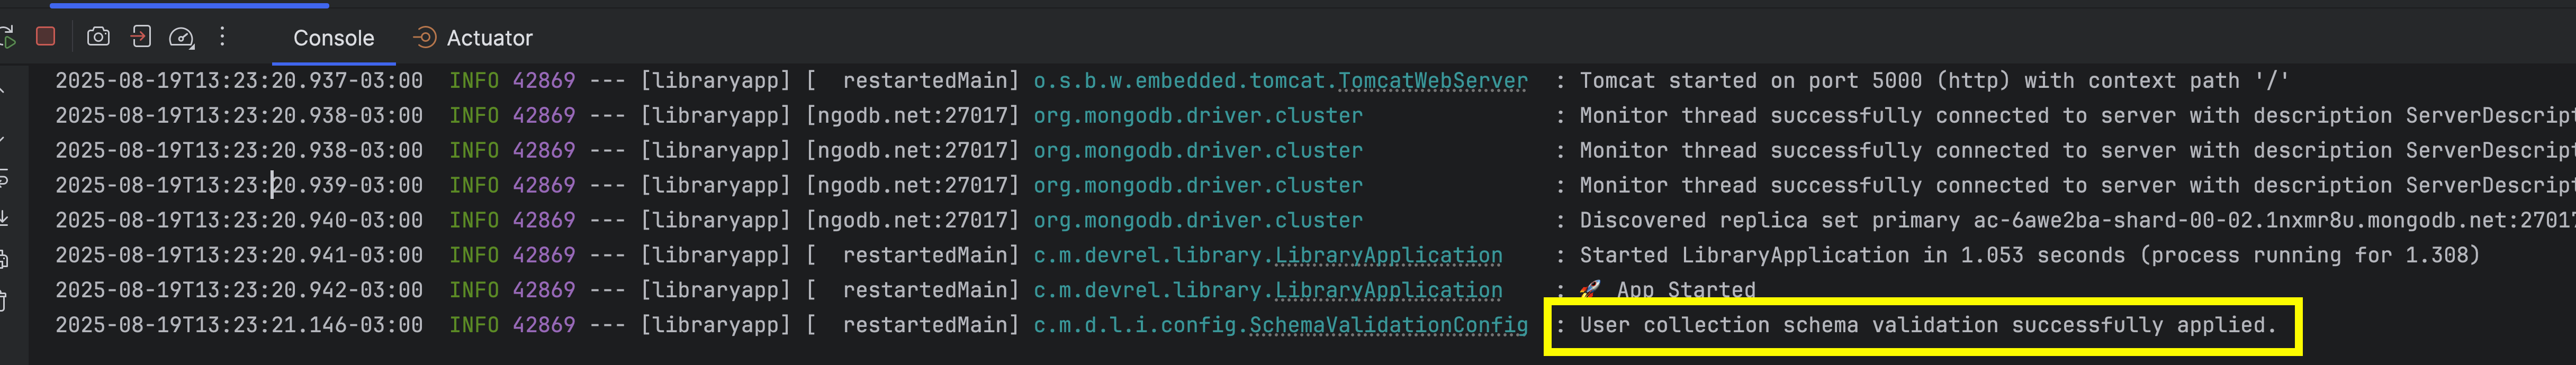 Console Actuator
2025-08-19T13:23:20.937-03:00  INFO 42869 --- [libraryapp] [  restartedMain] o.s.b.w.embedded.tomcat.TomcatWebServer  : Tomcat started on port 5000 (http) with context path '/'
2025-08-19T13:23:20.938-03:00  INFO 42869 --- [libraryapp] [ngodb.net:27017] org.mongodb.driver.cluster               : Monitor thread successfully connected to server with description ServerDescript
2025-08-19T13:23:20.938-03:00  INFO 42869 --- [libraryapp] [ngodb.net:27017] org.mongodb.driver.cluster               : Monitor thread successfully connected to server with description ServerDescript
2025-08-19T13:23:20.939-03:00  INFO 42869 --- [libraryapp] [ngodb.net:27017] org.mongodb.driver.cluster               : Monitor thread successfully connected to server with description ServerDescript
2025-08-19T13:23:20.940-03:00  INFO 42869 --- [libraryapp] [ngodb.net:27017] org.mongodb.driver.cluster               : Discovered replica set primary ac-6awe2ba-shard-00-02.1nxmr8u.mongodb.net:27017
2025-08-19T13:23:20.941-03:00  INFO 42869 --- [libraryapp] [  restartedMain] c.m.devrel.library.LibraryApplication    : Started LibraryApplication in 1.053 seconds (process running for 1.308)
2025-08-19T13:23:20.942-03:00  INFO 42869 --- [libraryapp] [  restartedMain] c.m.devrel.library.LibraryApplication    : 🚀 App Started
2025-08-19T13:23:21.146-03:00  INFO 42869 --- [libraryapp] [  restartedMain] c.m.d.l.i.config.SchemaValidationConfig  : User collection schema validation successfully applied.